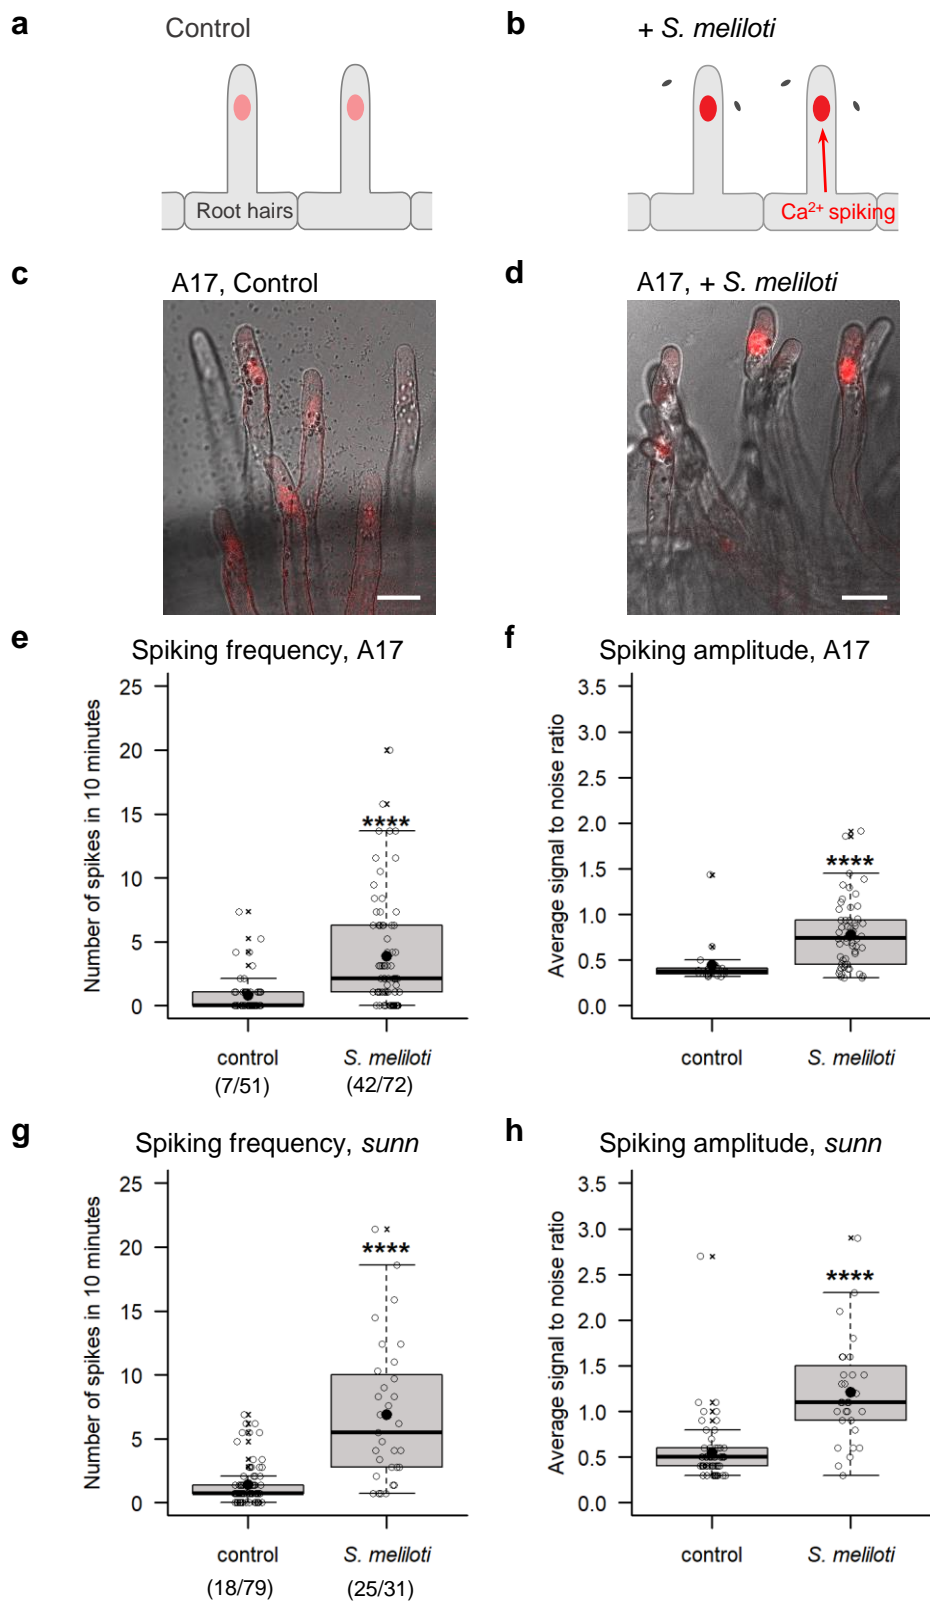 a
Control
b
+ S. meliloti
Root hairs
Ca²⁺ spiking
c
A17, Control
d
A17, + S. meliloti
e
Spiking frequency, A17
Number of spikes in 10 minutes
25
20
15
10
5
0
****
control
S. meliloti
(7/51)
(42/72)
f
Spiking amplitude, A17
Average signal to noise ratio
3.5
3.0
2.5
2.0
1.5
1.0
0.5
0.0
****
control
S. meliloti
g
Spiking frequency, sunn
Number of spikes in 10 minutes
25
20
15
10
5
0
****
control
S. meliloti
(18/79)
(25/31)
h
Spiking amplitude, sunn
Average signal to noise ratio
3.5
3.0
2.5
2.0
1.5
1.0
0.5
0.0
****
control
S. meliloti